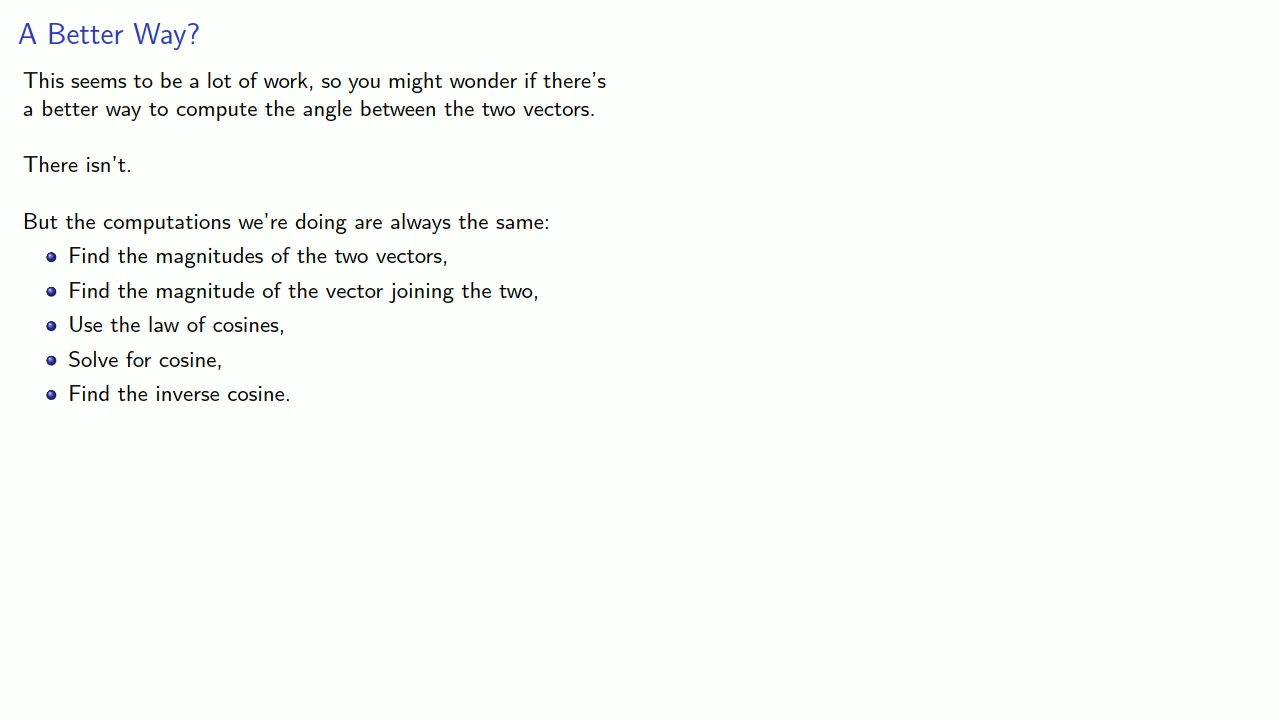 A Better Way?
This seems to be a lot of work, so you might wonder if there's
a better way to compute the angle between the two vectors.
There isn't.
But the computations we're doing are always the same:
Find the magnitudes of the two vectors,
Find the magnitude of the vector joining the two,
Use the law of cosines,
Solve for cosine,
Find the inverse cosine.